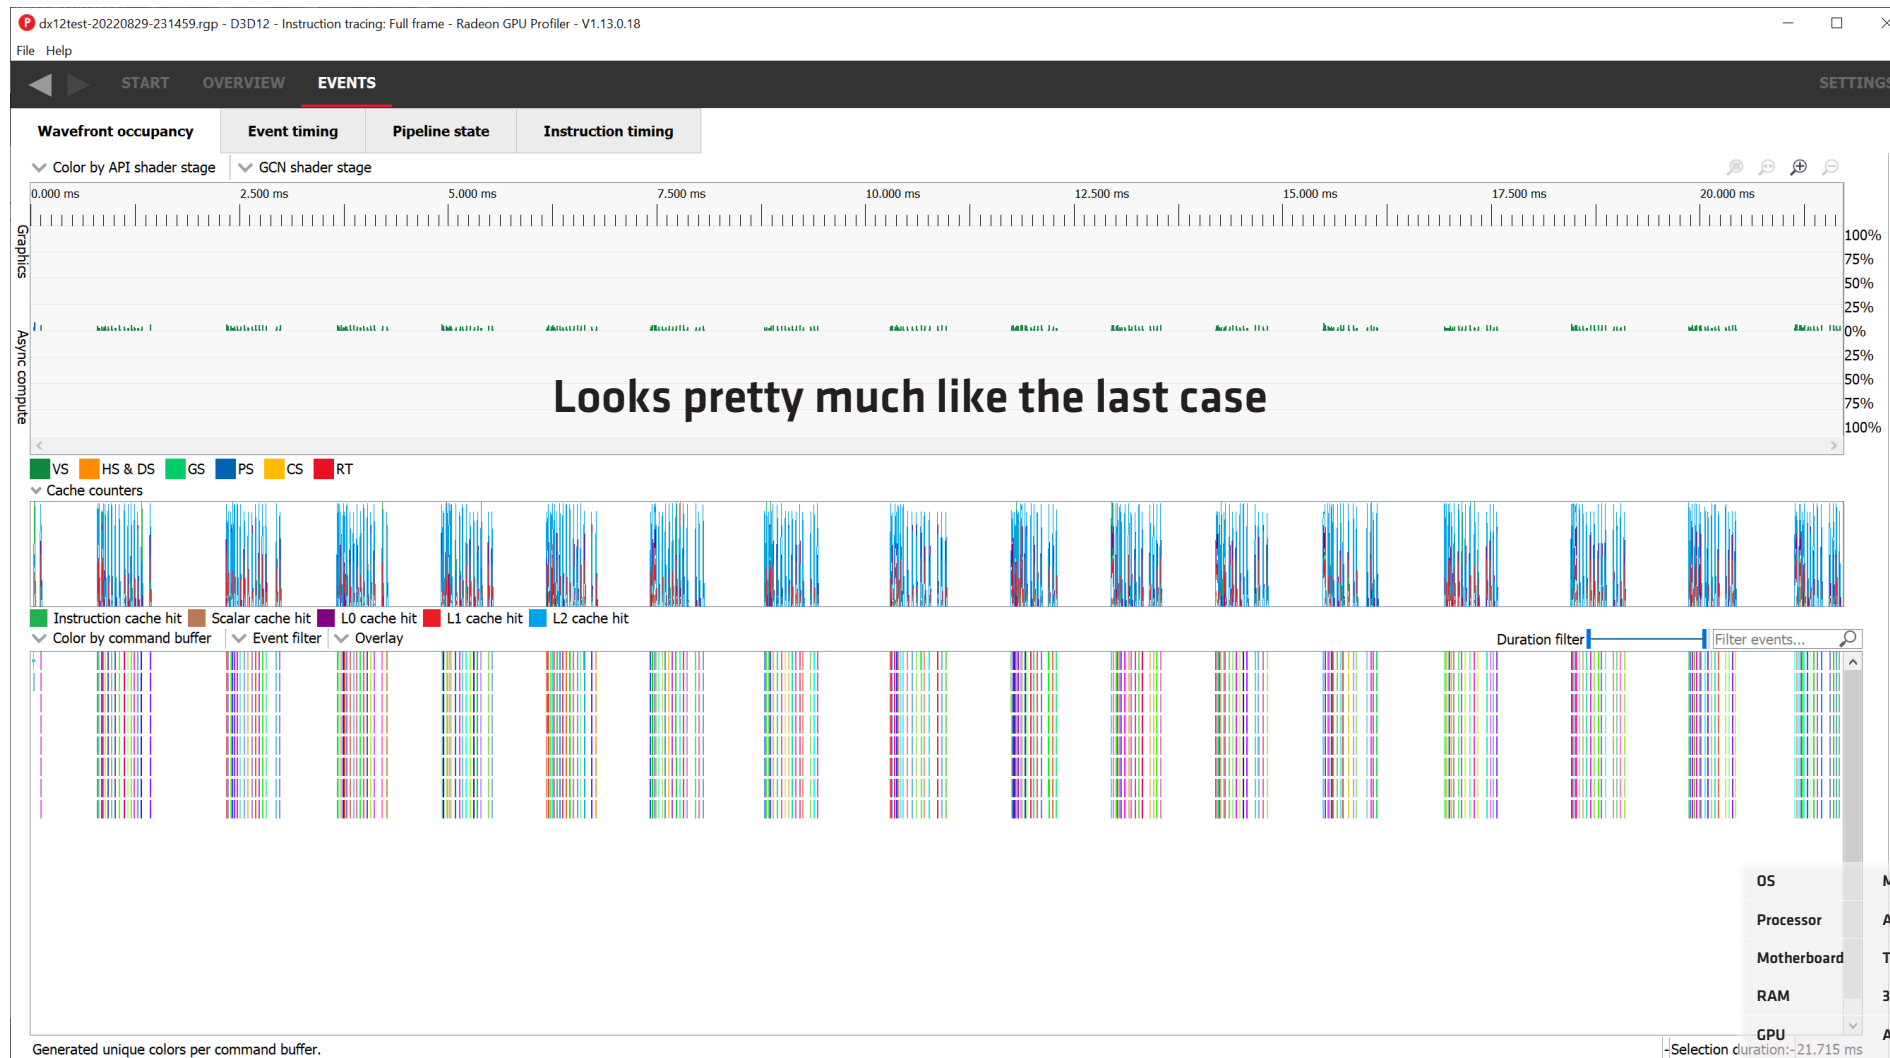 dx12test-20220829-231459.rgp - D3D12 - Instruction tracing: Full frame - Radeon GPU Profiler - V1.13.0.18
File Help
START OVERVIEW EVENTS SETTINGS
Wavefront occupancy Event timing Pipeline state Instruction timing
Color by API shader stage GCN shader stage
0.000 ms 2.500 ms 5.000 ms 7.500 ms 10.000 ms 12.500 ms 15.000 ms 17.500 ms 20.000 ms
Graphics
100%
75%
50%
25%
0%
Async compute
25%
50%
75%
100%
Looks pretty much like the last case
VS HS & DS GS PS CS RT
Cache counters
Instruction cache hit Scalar cache hit L0 cache hit L1 cache hit L2 cache hit
Color by command buffer Event filter Overlay Duration filter Filter events...
OS M
Processor A
Motherboard T
RAM 3
GPU A
Generated unique colors per command buffer. Selection duration: 21.715 ms